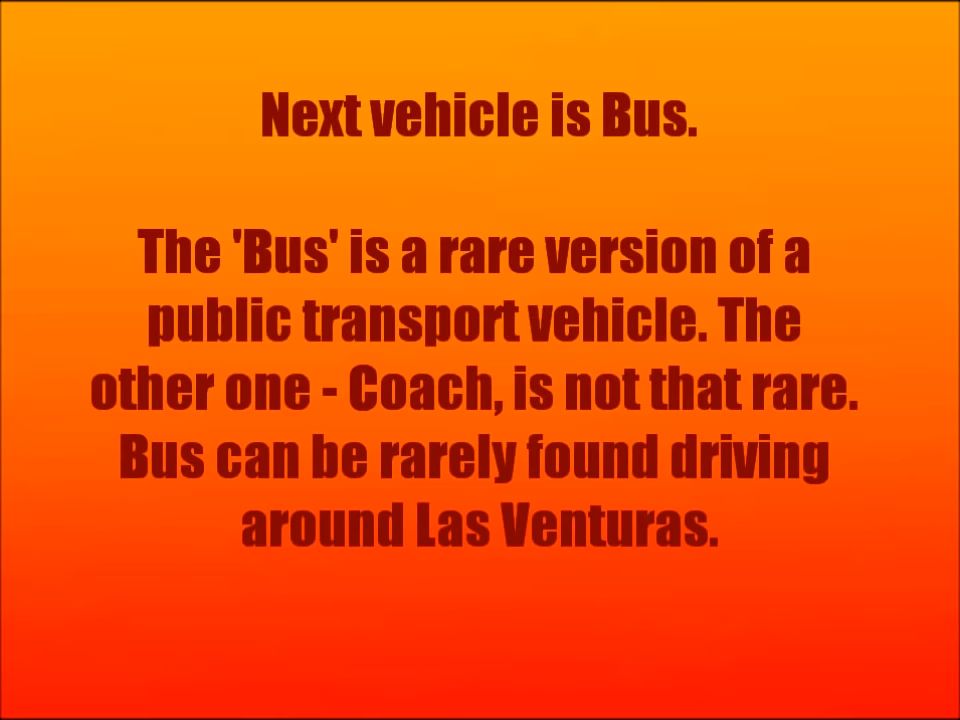 Next vehicle is Bus.
The 'Bus' is a rare version of a
public transport vehicle. The
other one - Coach, is not that rare.
Bus can be rarely found driving
around Las Venturas.